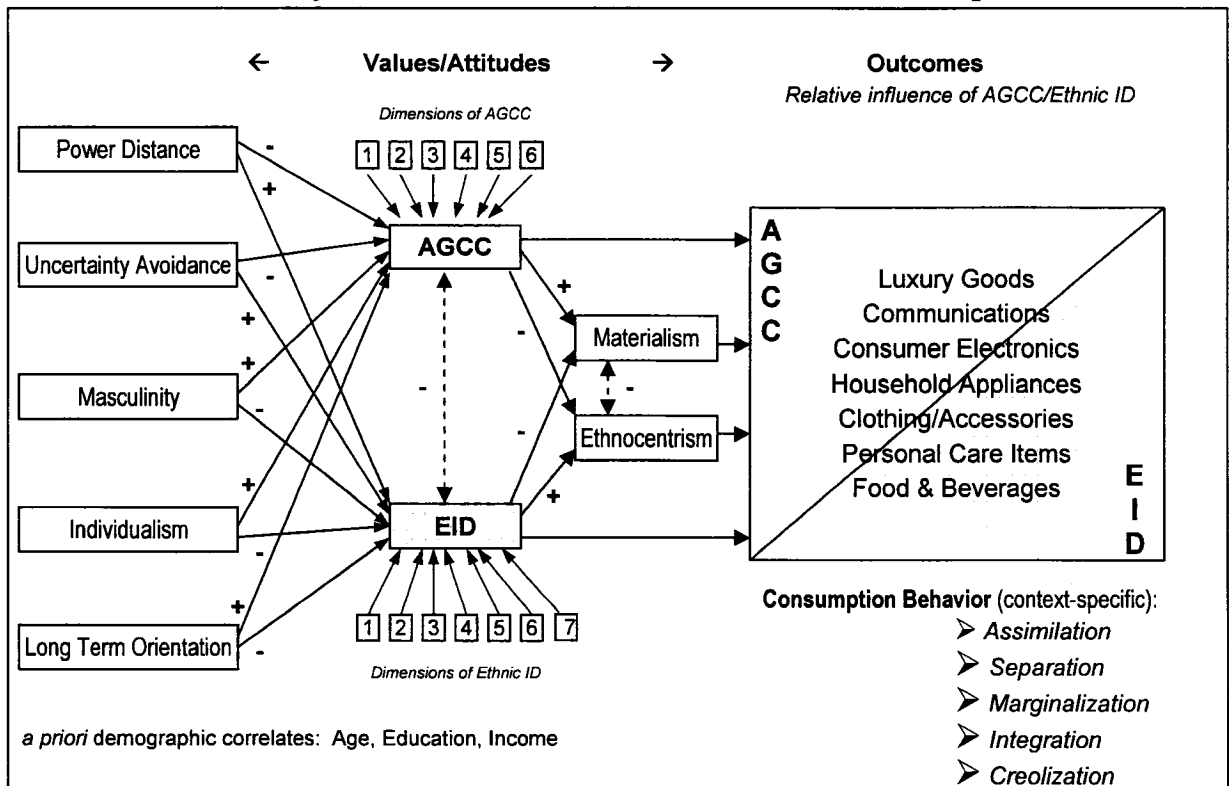 ← Values/Attitudes →
Outcomes
Relative influence of AGCC/Ethnic ID
Dimensions of AGCC
1 2 3 4 5 6
Power Distance
-
+
AGCC
A
G
C
C
Uncertainty Avoidance
-
+
Luxury Goods
Communications
Consumer Electronics
Household Appliances
Clothing/Accessories
Personal Care Items
Food & Beverages
+
-
Materialism
-
Masculinity
+
-
-
-
Ethnocentrism
+
E
I
D
Individualism
+
-
EID
Long Term Orientation
+
-
1 2 3 4 5 6 7
Dimensions of Ethnic ID
Consumption Behavior (context-specific):
➢ Assimilation
➢ Separation
➢ Marginalization
➢ Integration
➢ Creolization
a priori demographic correlates: Age, Education, Income